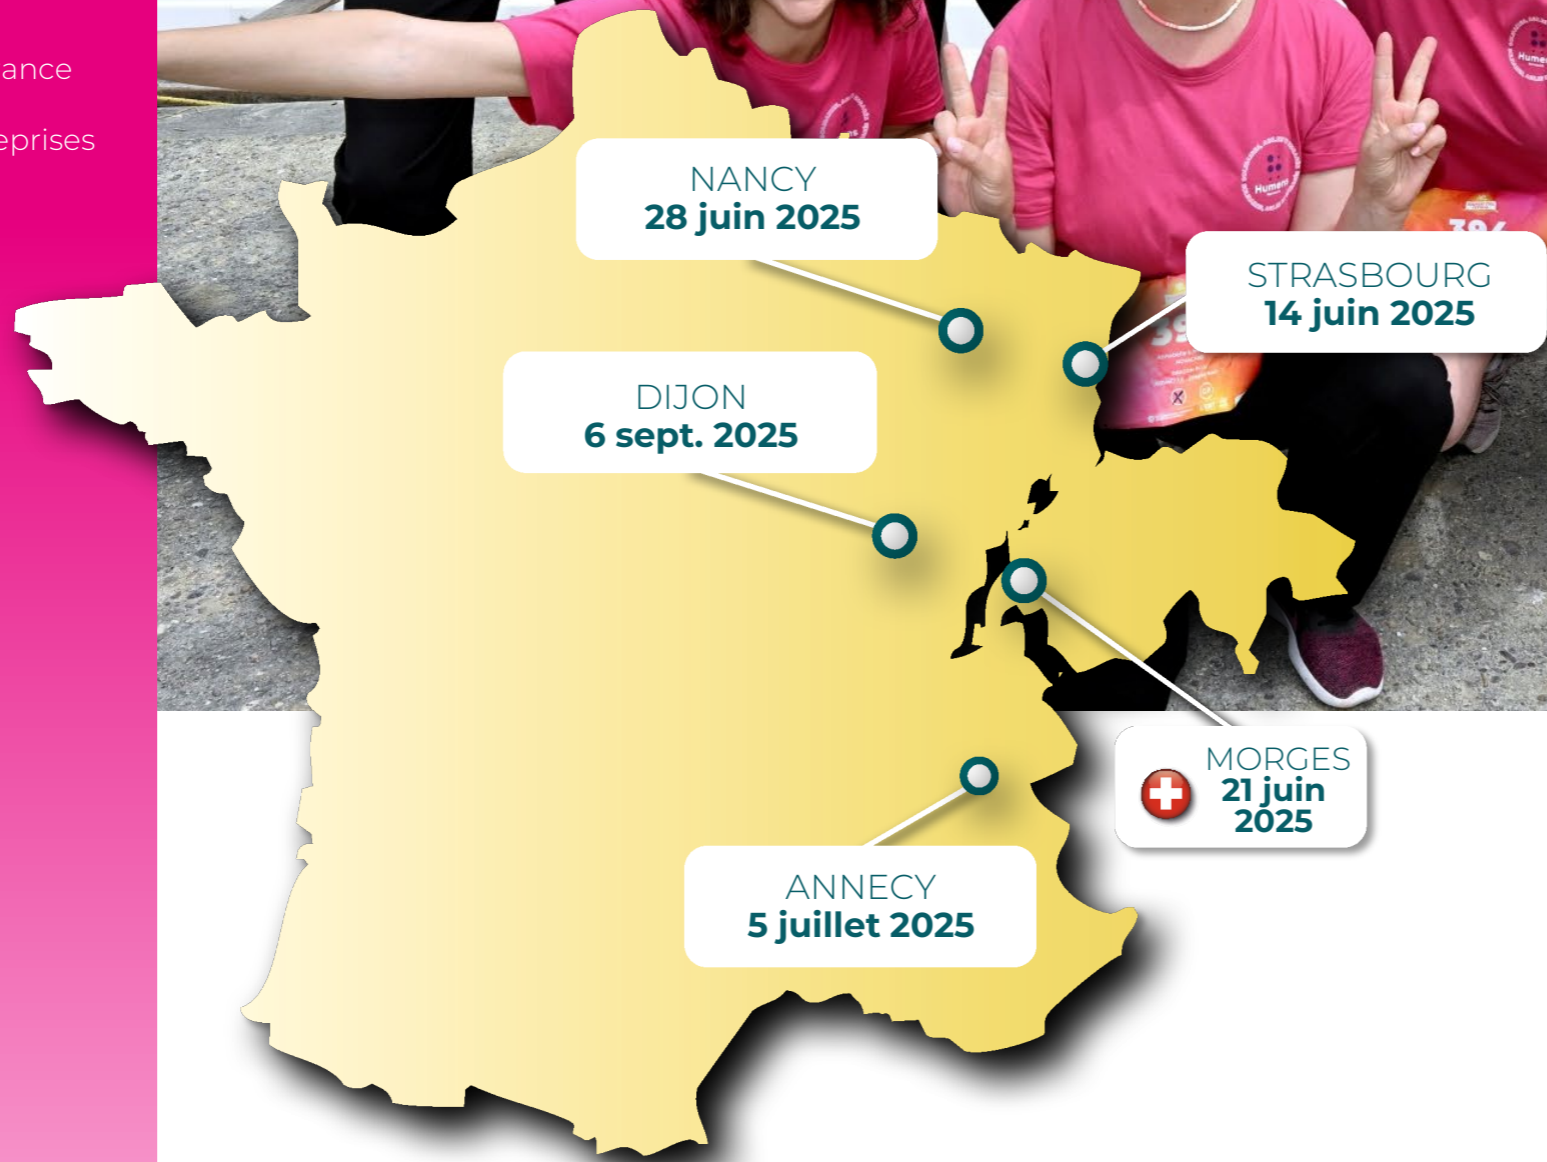 ance
eprises
NANCY
28 juin 2025
STRASBOURG
14 juin 2025
DIJON
6 sept. 2025
MORGES
21 juin
2025
ANNECY
5 juillet 2025
Humens